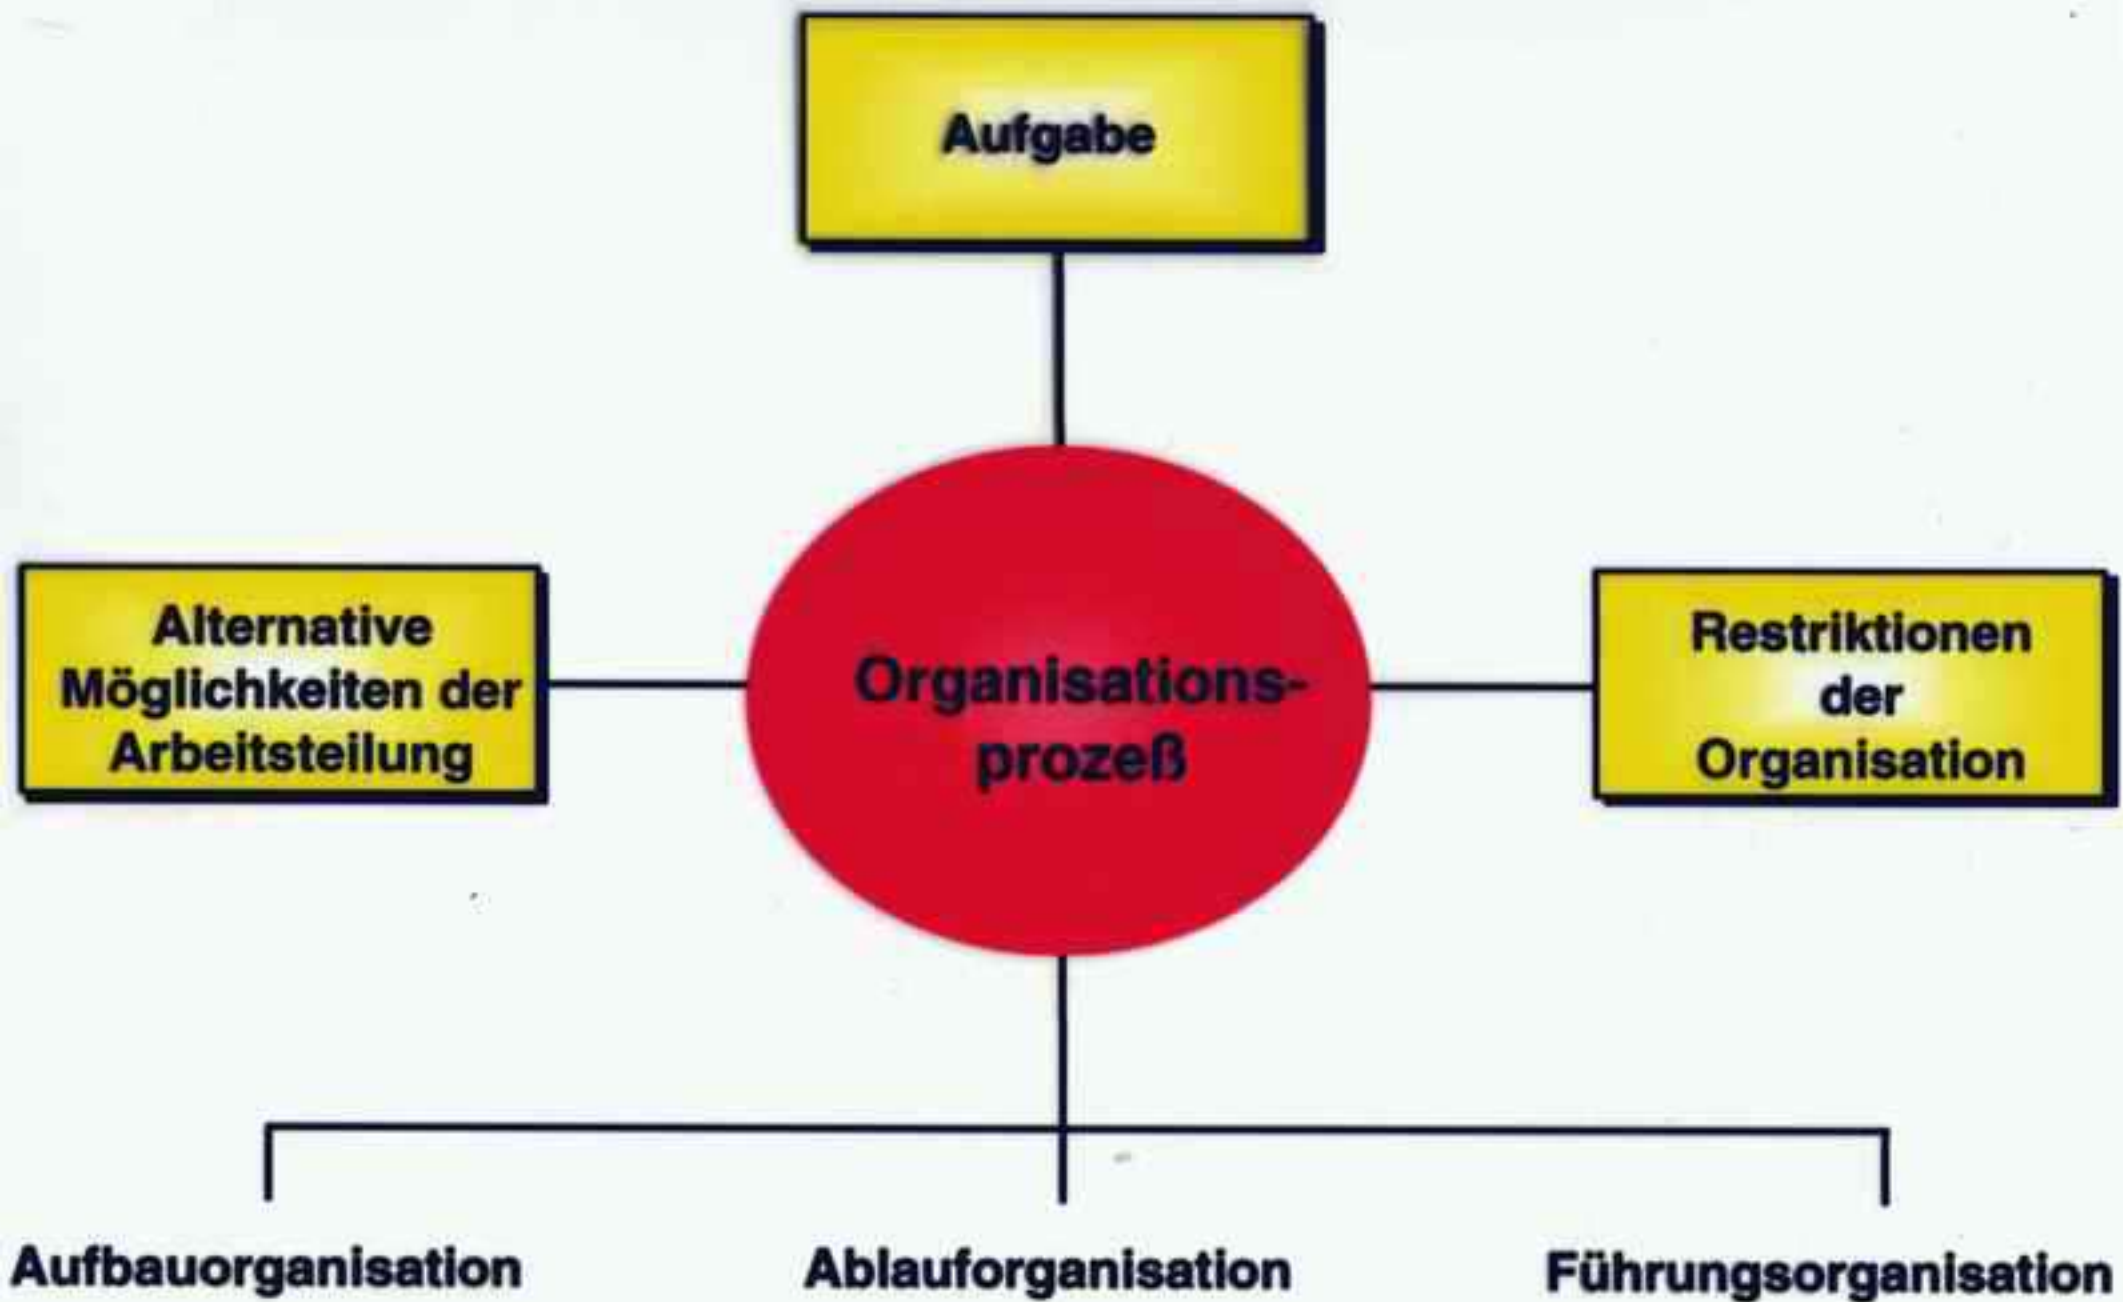 Aufgabe
Alternative
Möglichkeiten der
Arbeitsteilung
Organisations-
prozeß
Restriktionen
der
Organisation
Aufbauorganisation
Ablauforganisation
Führungsorganisation